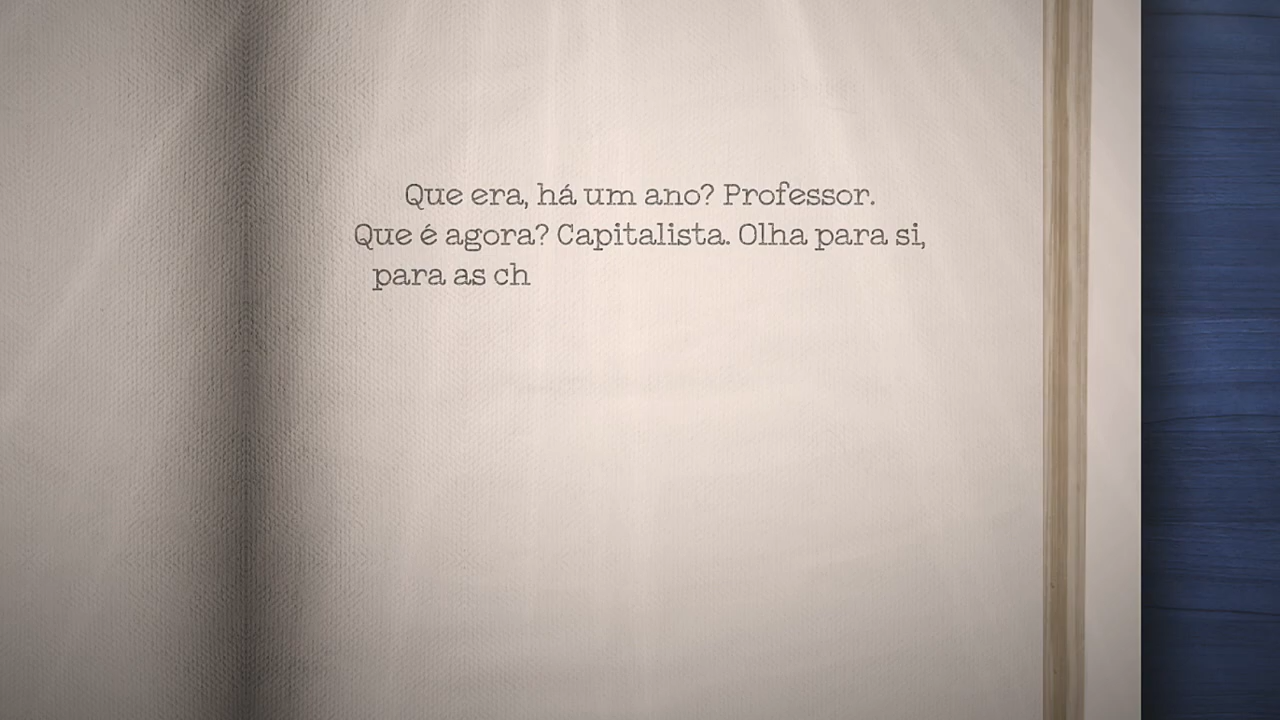 Que era, há um ano? Professor.
Que é agora? Capitalista. Olha para si,
para as ch